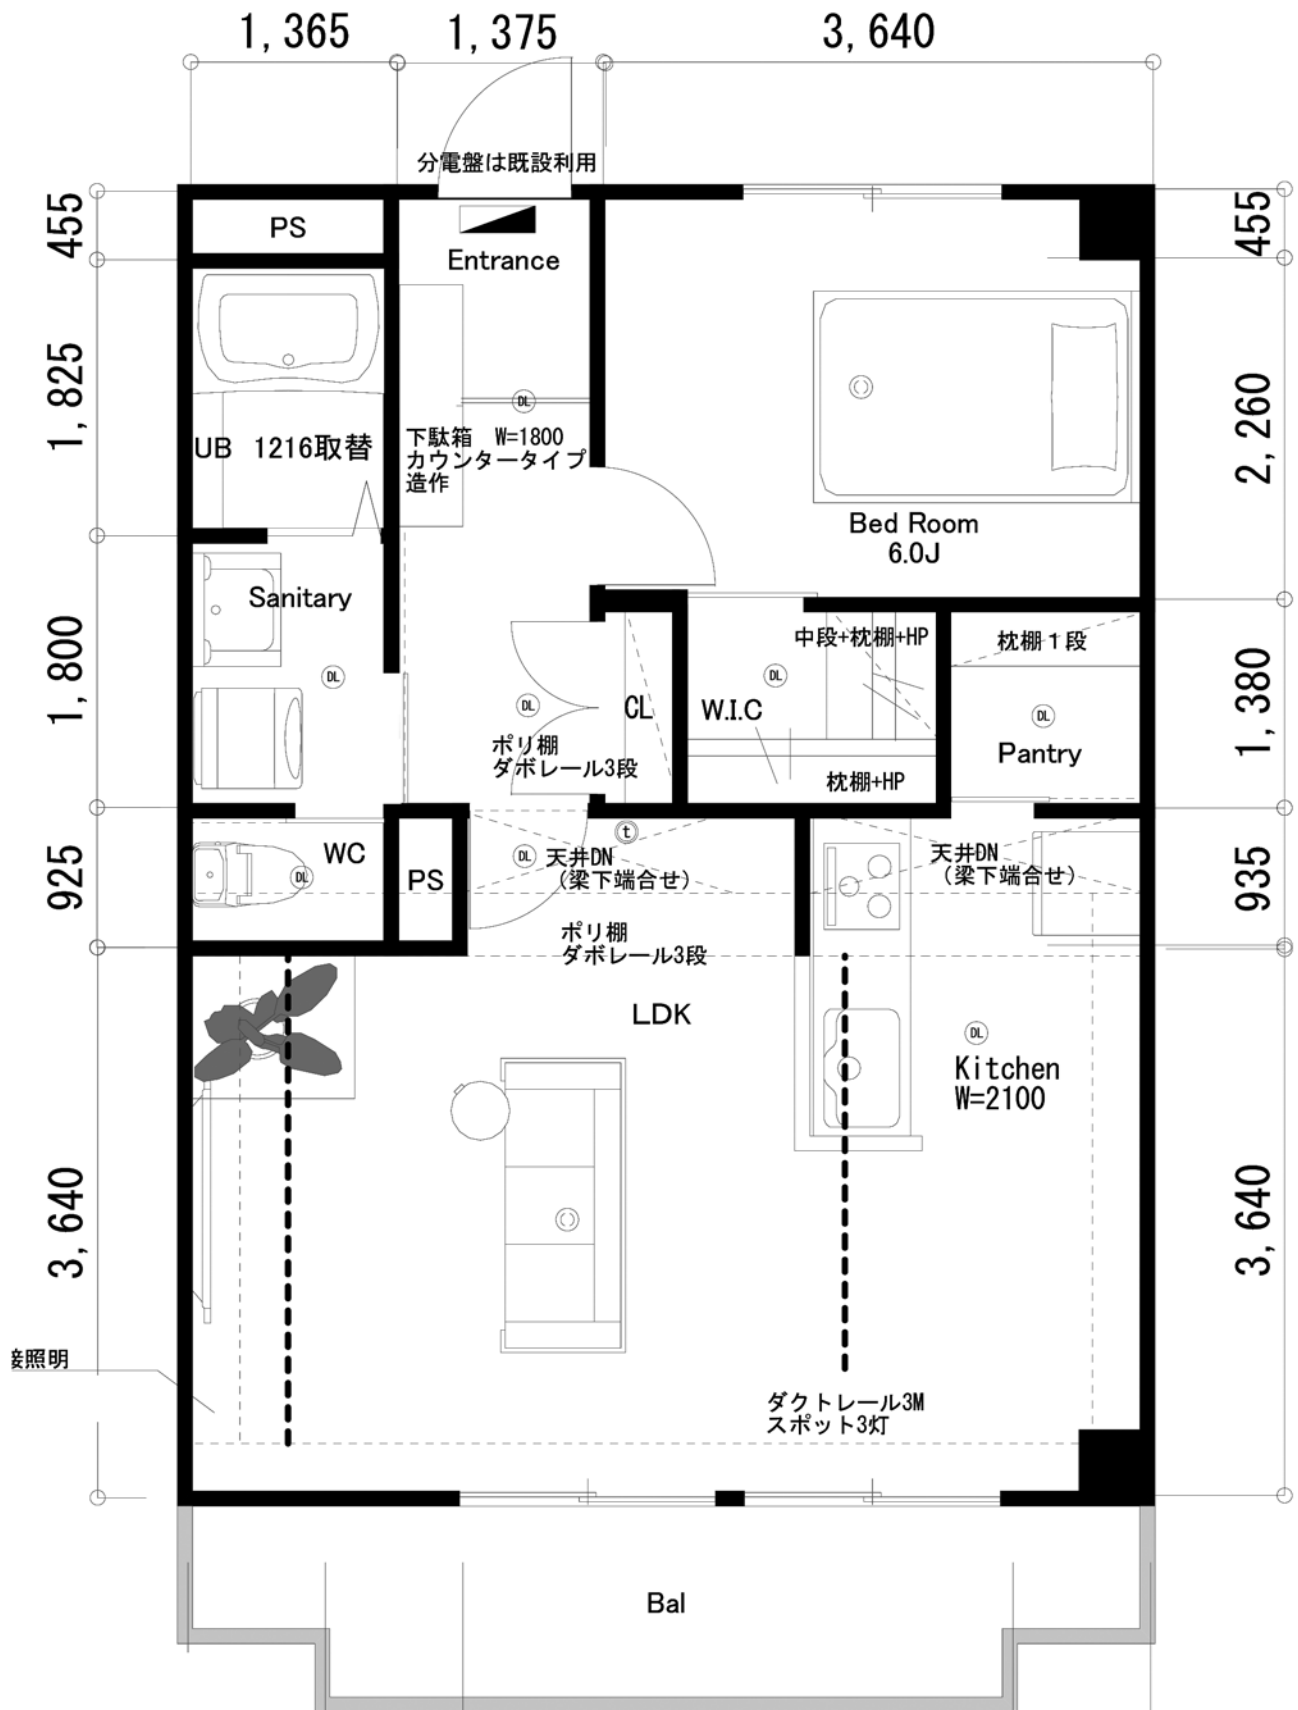 1,365
1,375
3,640
分電盤は既設利用
455
1,825
1,800
925
3,640
455
2,260
1,380
935
3,640
PS
Entrance
DL
下駄箱 W=1800
カウンタータイプ
造作
UB 1216取替
Bed Room
6.0J
Sanitary
DL
DL
CL
ポリ棚
ダボレール3段
中段+枕棚+HP
DL
W.I.C
枕棚+HP
枕棚1段
DL
Pantry
WC
DL
PS
DL
t
天井DN
(梁下端合せ)
天井DN
(梁下端合せ)
ポリ棚
ダボレール3段
LDK
DL
Kitchen
W=2100
接照明
ダクトレール3M
スポット3灯
Bal